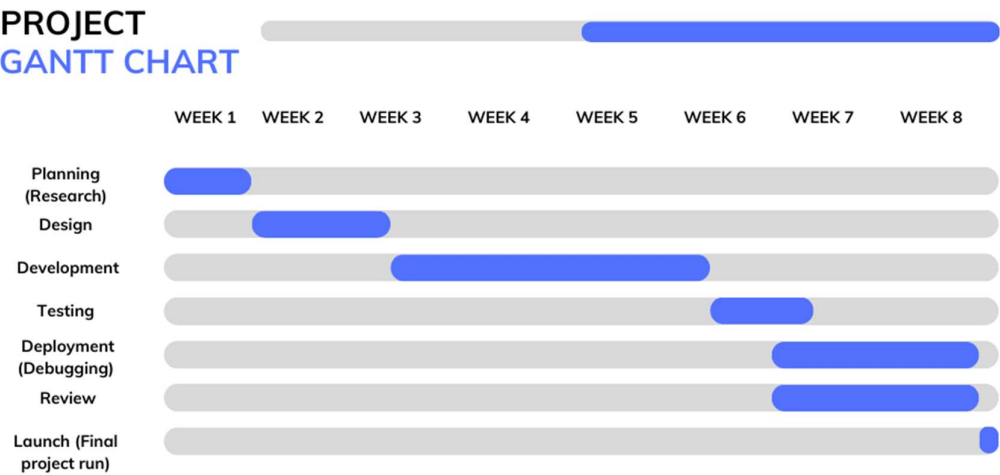 PROJECT
GANTT CHART
WEEK 1 WEEK 2 WEEK 3 WEEK 4 WEEK 5 WEEK 6 WEEK 7 WEEK 8
Planning
(Research)
Design
Development
Testing
Deployment
(Debugging)
Review
Launch (Final
project run)